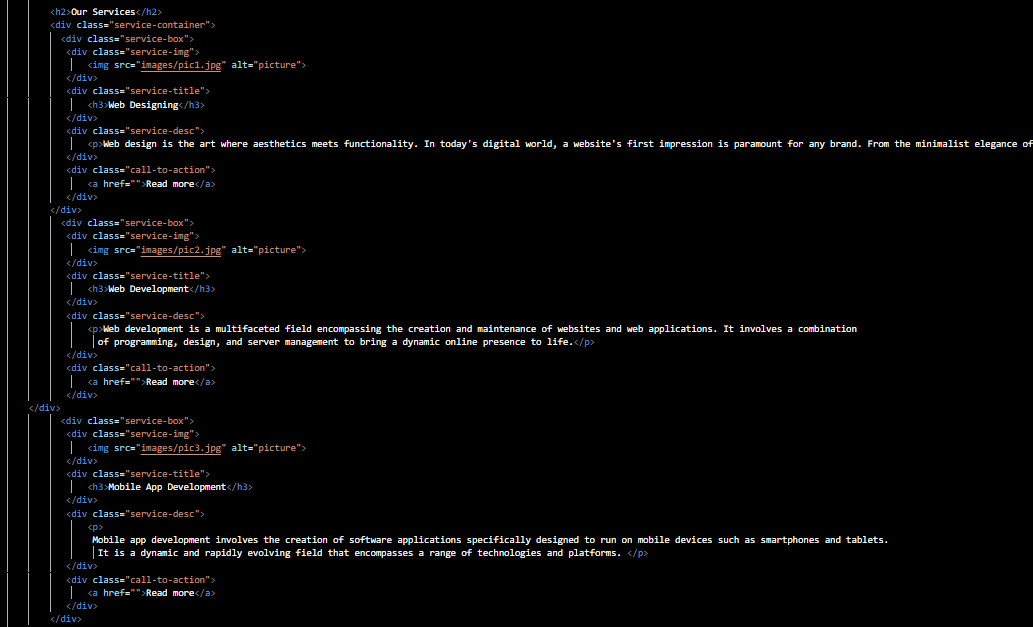 <h2>Our Services</h2>
<div class="service-container">
<div class="service-box">
<div class="service-img">
<img src="images/pic1.jpg" alt="picture">
</div>
<div class="service-title">
<h3>Web Designing</h3>
</div>
<div class="service-desc">
<p>Web design is the art where aesthetics meets functionality. In today's digital world, a website's first impression is paramount for any brand. From the minimalist elegance of
</div>
<div class="call-to-action">
<a href="">Read more</a>
</div>
</div>
<div class="service-box">
<div class="service-img">
<img src="images/pic2.jpg" alt="picture">
</div>
<div class="service-title">
<h3>Web Development</h3>
</div>
<div class="service-desc">
<p>Web development is a multifaceted field encompassing the creation and maintenance of websites and web applications. It involves a combination
of programming, design, and server management to bring a dynamic online presence to life.</p>
</div>
<div class="call-to-action">
<a href="">Read more</a>
</div>
</div>
<div class="service-box">
<div class="service-img">
<img src="images/pic3.jpg" alt="picture">
</div>
<div class="service-title">
<h3>Mobile App Development</h3>
</div>
<div class="service-desc">
<p>
Mobile app development involves the creation of software applications specifically designed to run on mobile devices such as smartphones and tablets.
It is a dynamic and rapidly evolving field that encompasses a range of technologies and platforms. </p>
</div>
<div class="call-to-action">
<a href="">Read more</a>
</div>
</div>